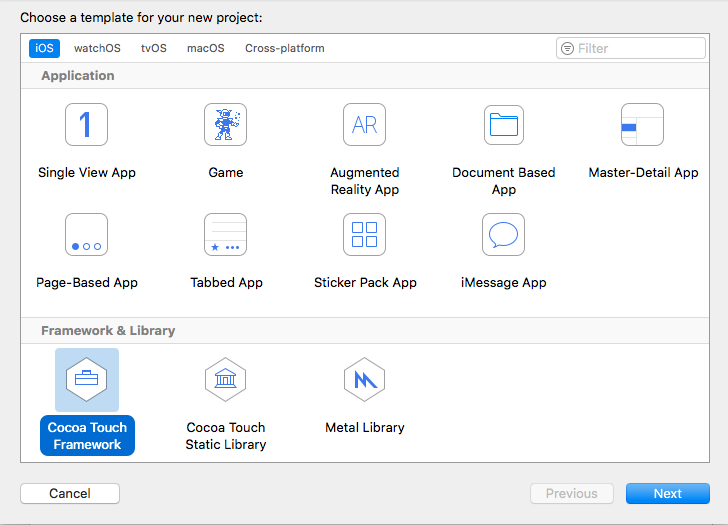 Choose a template for your new project:
iOS watchOS tvOS macOS Cross-platform Filter
Application
1 AR
Single View App Game Augmented Reality App Document Based App Master-Detail App
Page-Based App Tabbed App Sticker Pack App iMessage App
Framework & Library
Cocoa Touch Framework Cocoa Touch Static Library Metal Library
Cancel Previous Next